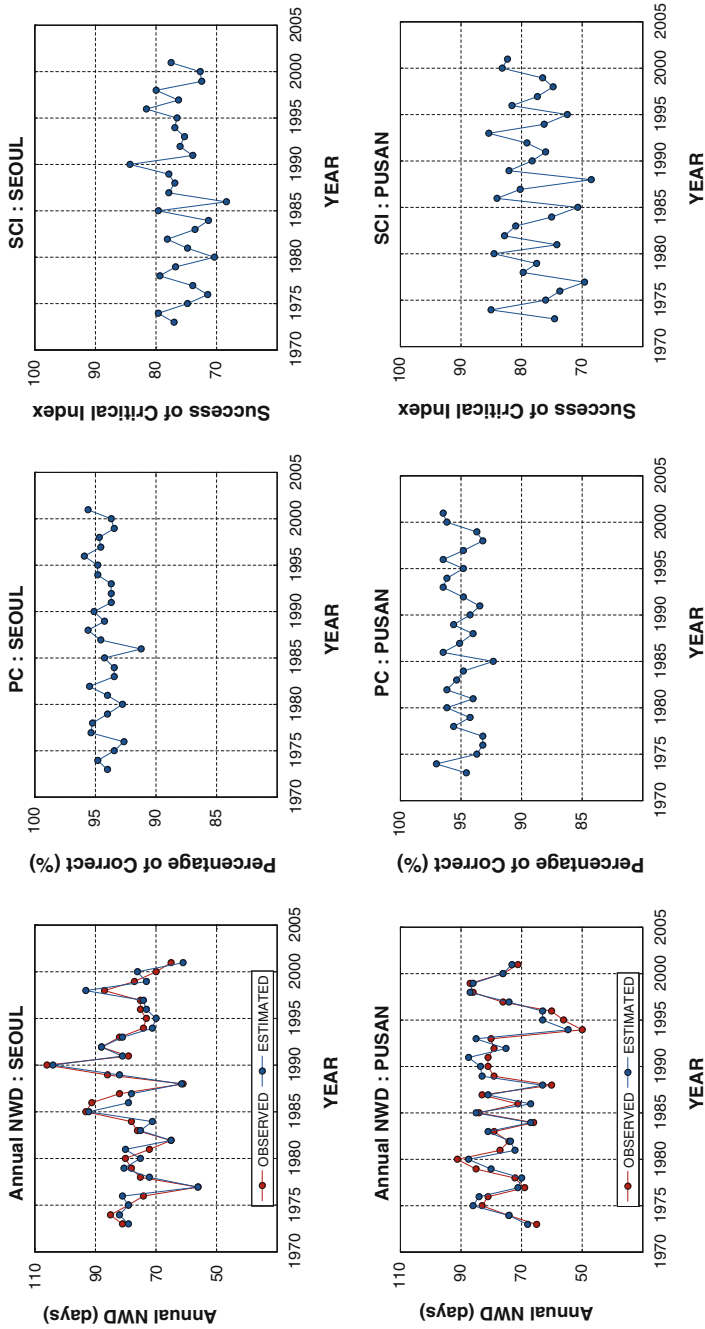 Annual NWD : SEOUL
Annual NWD (days)
110
90
70
50
30
1970 1975 1980 1985 1990 1995 2000 2005
YEAR
OBSERVED ESTIMATED
PC : SEOUL
Percentage of Correct (%)
100
95
90
85
1970 1975 1980 1985 1990 1995 2000 2005
YEAR
SCI : SEOUL
Success of Critical Index
100
90
80
70
1970 1975 1980 1985 1990 1995 2000 2005
YEAR
Annual NWD : PUSAN
Annual NWD (days)
110
90
70
50
30
1970 1975 1980 1985 1990 1995 2000 2005
YEAR
OBSERVED ESTIMATED
PC : PUSAN
Percentage of Correct (%)
100
95
90
85
1970 1975 1980 1985 1990 1995 2000 2005
YEAR
SCI : PUSAN
Success of Critical Index
100
90
80
70
1970 1975 1980 1985 1990 1995 2000 2005
YEAR